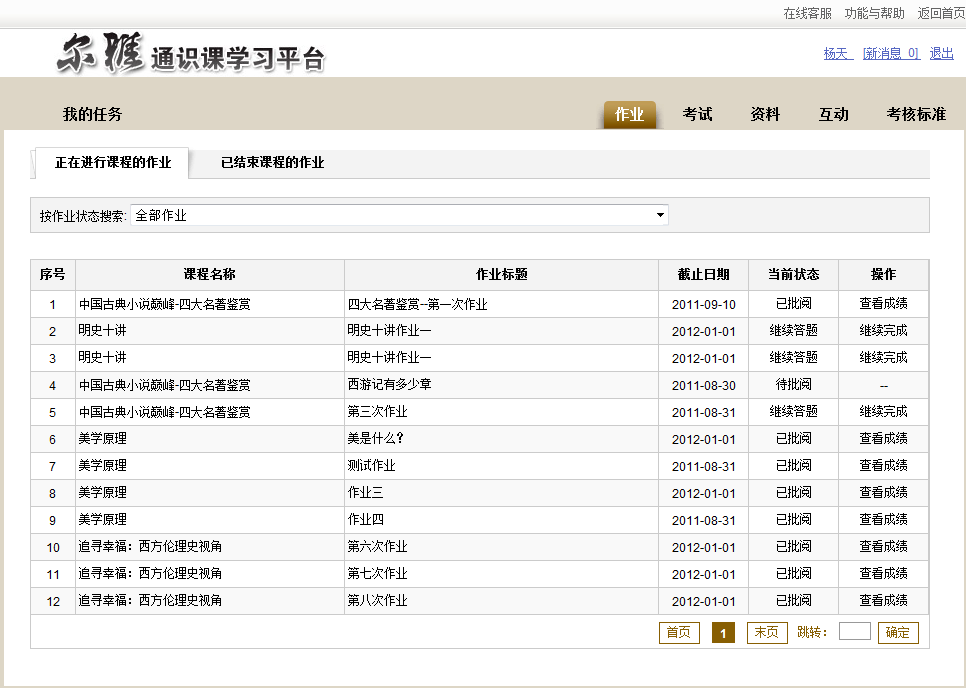 在线客服 功能与帮助 返回首页
尔雅 通识课学习平台
杨天 [新消息 0] 退出
我的任务 作业 考试 资料 互动 考核标准
正在进行课程的作业 已结束课程的作业
按作业状态搜索: 全部作业
序号 课程名称 作业标题 截止日期 当前状态 操作
1 中国古典小说巅峰-四大名著鉴赏 四大名著鉴赏--第一次作业 2011-09-10 已批阅 查看成绩
2 明史十讲 明史十讲作业一 2012-01-01 继续答题 继续完成
3 明史十讲 明史十讲作业一 2012-01-01 继续答题 继续完成
4 中国古典小说巅峰-四大名著鉴赏 西游记有多少章 2011-08-30 待批阅 --
5 中国古典小说巅峰-四大名著鉴赏 第三次作业 2011-08-31 继续答题 继续完成
6 美学原理 美是什么？ 2012-01-01 已批阅 查看成绩
7 美学原理 测试作业 2011-08-31 已批阅 查看成绩
8 美学原理 作业三 2012-01-01 已批阅 查看成绩
9 美学原理 作业四 2011-08-31 已批阅 查看成绩
10 追寻幸福：西方伦理史视角 第六次作业 2012-01-01 已批阅 查看成绩
11 追寻幸福：西方伦理史视角 第七次作业 2012-01-01 已批阅 查看成绩
12 追寻幸福：西方伦理史视角 第八次作业 2012-01-01 已批阅 查看成绩
首页 1 末页 跳转： 确定